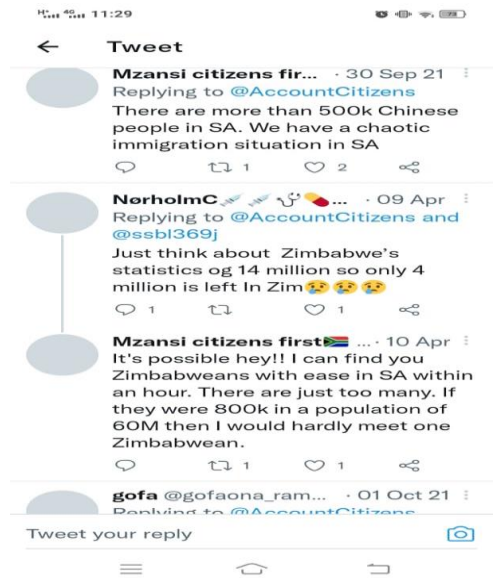 H+ 4G 11:29
Tweet
Mzansi citizens fir... · 30 Sep 21
Replying to @AccountCitizens
There are more than 500k Chinese
people in SA. We have a chaotic
immigration situation in SA
1 2
NørholmC💉💉🩺💊... · 09 Apr
Replying to @AccountCitizens and
@ssbl369j
Just think about Zimbabwe's
statistics og 14 million so only 4
million is left In Zim😢😢😢
1 1
Mzansi citizens first🇿🇦 ... · 10 Apr
It's possible hey!! I can find you
Zimbabweans with ease in SA within
an hour. There are just too many. If
they were 800k in a population of
60M then I would hardly meet one
Zimbabwean.
1 1
gofa @gofaona_ram... · 01 Oct 21
Replying to @AccountCitizens
Tweet your reply